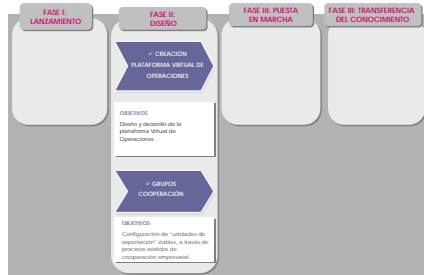 FASE I:
LANZAMIENTO
FASE II:
DISEÑO
FASE III: PUESTA
EN MARCHA
FASE III: TRANSFERENCIA
DEL CONOCIMIENTO
✓ CREACIÓN
PLATAFORMA VIRTUAL DE
OPERACIONES
OBJETIVOS
Diseño y desarollo de la
plataforma Virtual de
Operaciones.
✓ GRUPOS
COOPERACIÓN
OBJETIVOS
Configuración de "unidades de
exportación" viables, a través de
procesos asistidos de
cooperación empresarial.